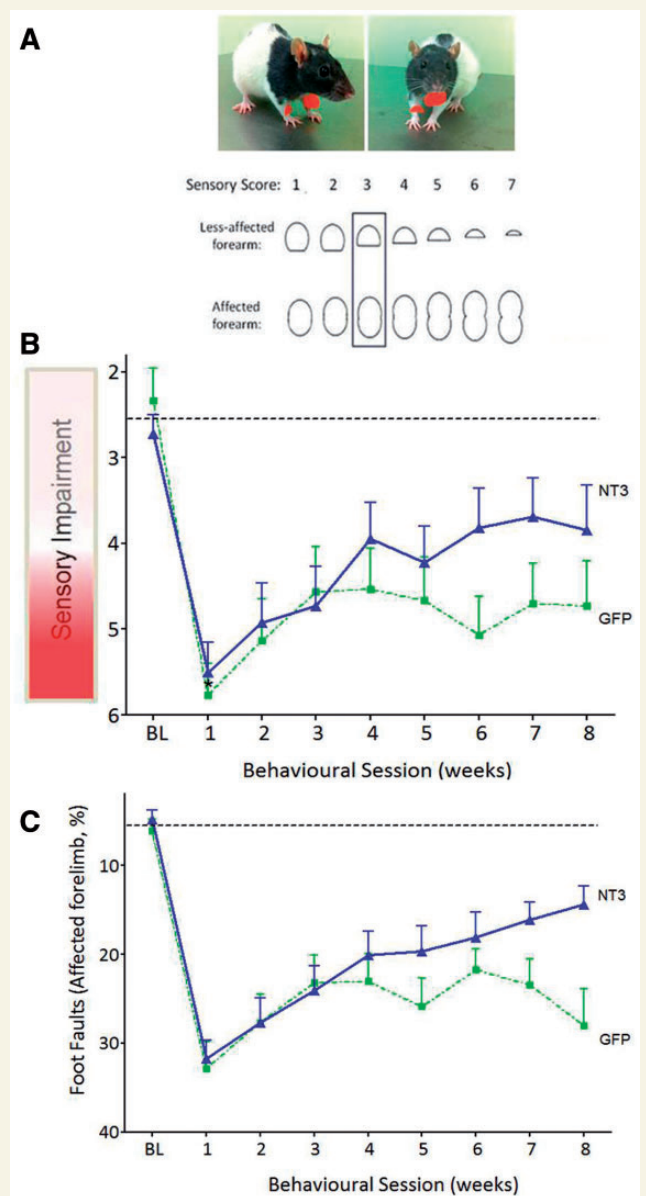 A
Sensory Score: 1 2 3 4 5 6 7
Less-affected
forearm:
Affected
forearm:
B
Sensory Impairment
2
3
4
5
6
NT3
GFP
*
BL 1 2 3 4 5 6 7 8
Behavioural Session (weeks)
C
Foot Faults (Affected forelimb, %)
10
20
30
40
NT3
GFP
BL 1 2 3 4 5 6 7 8
Behavioural Session (weeks)